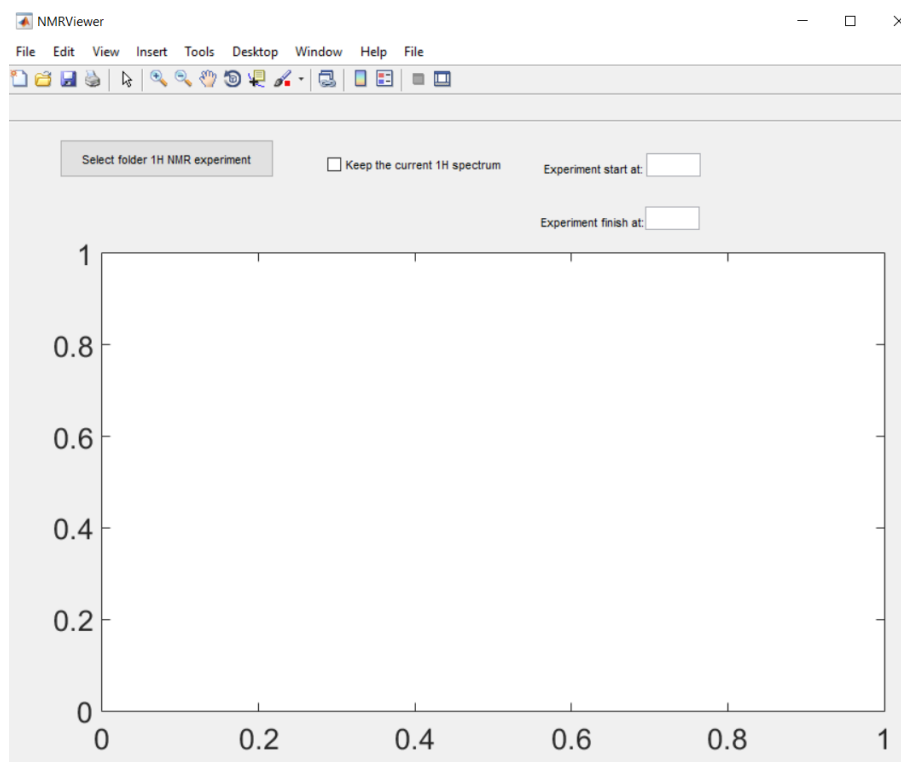 NMRViewer
File Edit View Insert Tools Desktop Window Help File
Select folder 1H NMR experiment
Keep the current 1H spectrum
Experiment start at:
Experiment finish at:
1
0.8
0.6
0.4
0.2
0
0 0.2 0.4 0.6 0.8 1